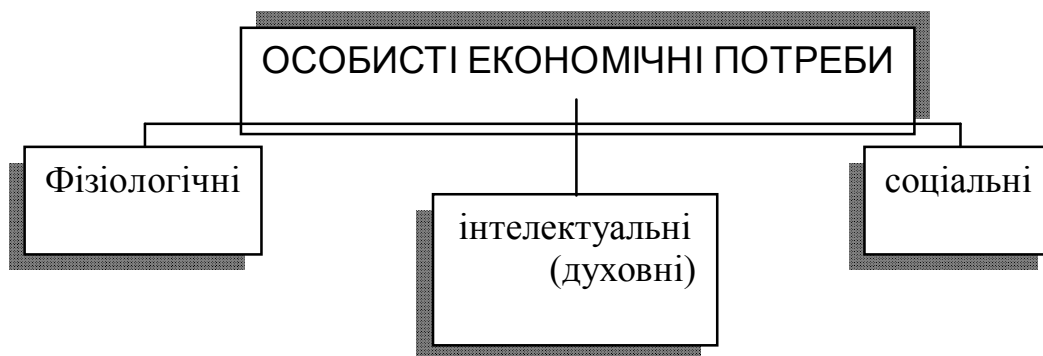 ОСОБИСТІ ЕКОНОМІЧНІ ПОТРЕБИ
Фізіологічні
інтелектуальні
(духовні)
соціальні